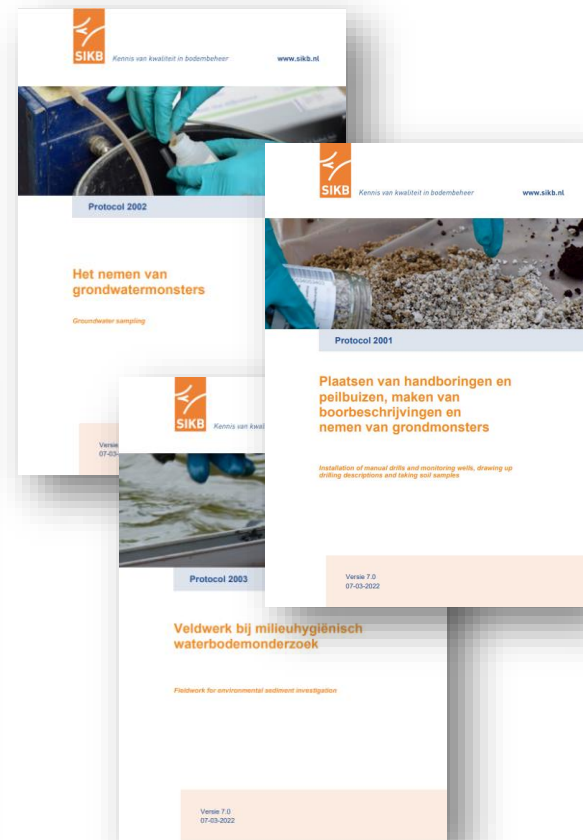 SIKB
Kennis van kwaliteit in bodembeheer
www.sikb.nl
Protocol 2002
Het nemen van
grondwatermonsters
Groundwater sampling
Versie
07-03-
SIKB
Kennis van kwaliteit in bodembeheer
www.sikb.nl
Protocol 2001
Plaatsen van handboringen en
peilbuizen, maken van
boorbeschrijvingen en
nemen van grondmonsters
Installation of manual drills and monitoring wells, drawing up
drilling descriptions and taking soil samples
Versie 7.0
07-03-2022
SIKB
Kennis van kwal
Protocol 2003
Veldwerk bij milieuhygiënisch
waterbodemonderzoek
Fieldwork for environmental sediment investigation
Versie 7.0
07-03-2022